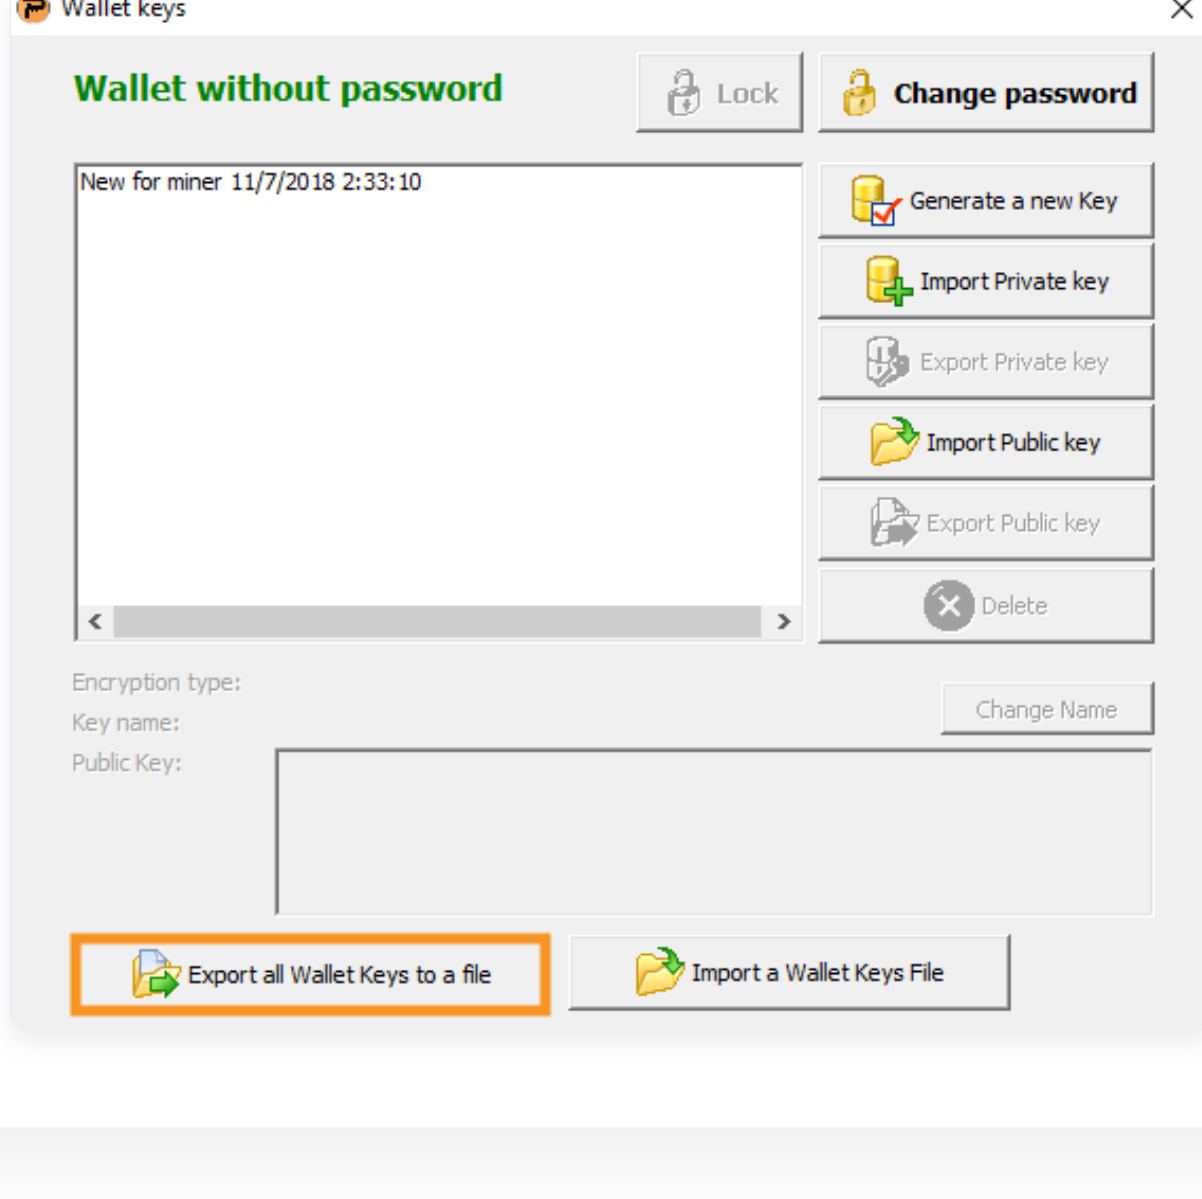 Wallet keys
Wallet without password
Lock
Change password
New for miner 11/7/2018 2:33:10
Generate a new Key
Import Private key
Export Private key
Import Public key
Export Public key
Delete
Encryption type:
Change Name
Key name:
Public Key:
Export all Wallet Keys to a file
Import a Wallet Keys File